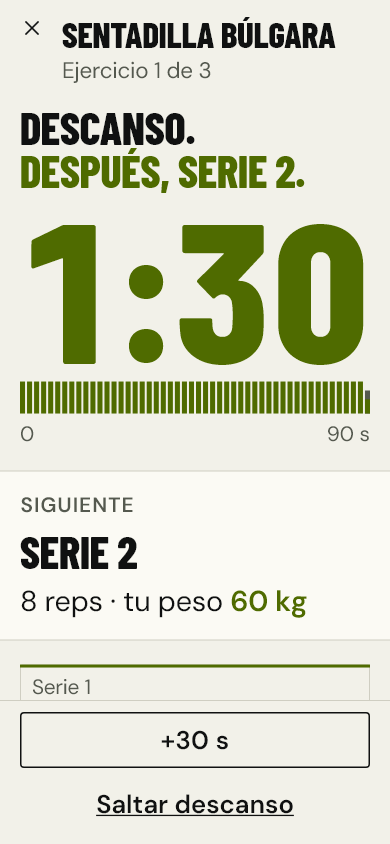 SENTADILLA BÚLGARA
Ejercicio 1 de 3
DESCANSO.
DESPUÉS, SERIE 2.
1:30
0 90 s
SIGUIENTE
SERIE 2
8 reps · tu peso 60 kg
Serie 1
+30 s
Saltar descanso